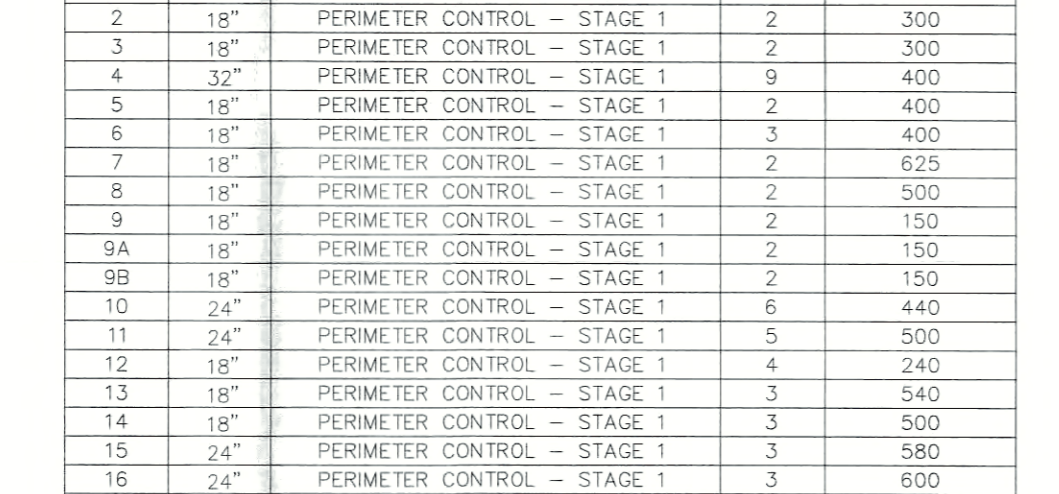 2 18" PERIMETER CONTROL – STAGE 1 2 300
3 18" PERIMETER CONTROL – STAGE 1 2 300
4 32" PERIMETER CONTROL – STAGE 1 9 400
5 18" PERIMETER CONTROL – STAGE 1 2 400
6 18" PERIMETER CONTROL – STAGE 1 3 400
7 18" PERIMETER CONTROL – STAGE 1 2 625
8 18" PERIMETER CONTROL – STAGE 1 2 500
9 18" PERIMETER CONTROL – STAGE 1 2 150
9A 18" PERIMETER CONTROL – STAGE 1 2 150
9B 18" PERIMETER CONTROL – STAGE 1 2 150
10 24" PERIMETER CONTROL – STAGE 1 6 440
11 24" PERIMETER CONTROL – STAGE 1 5 500
12 18" PERIMETER CONTROL – STAGE 1 4 240
13 18" PERIMETER CONTROL – STAGE 1 3 540
14 18" PERIMETER CONTROL – STAGE 1 3 500
15 24" PERIMETER CONTROL – STAGE 1 3 580
16 24" PERIMETER CONTROL – STAGE 1 3 600